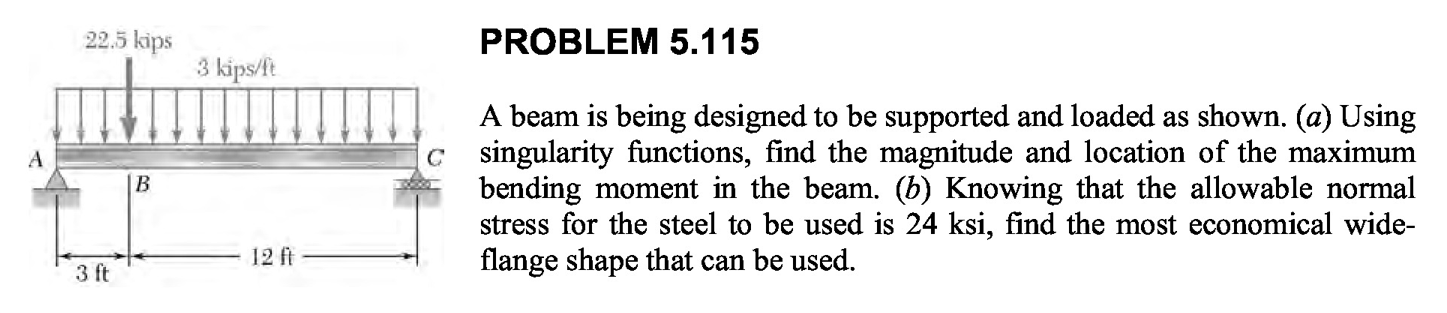 22.5 kips
3 kips/ft
A
B
C
3 ft
12 ft
PROBLEM 5.115
A beam is being designed to be supported and loaded as shown. (a) Using
singularity functions, find the magnitude and location of the maximum
bending moment in the beam. (b) Knowing that the allowable normal
stress for the steel to be used is 24 ksi, find the most economical wide-
flange shape that can be used.